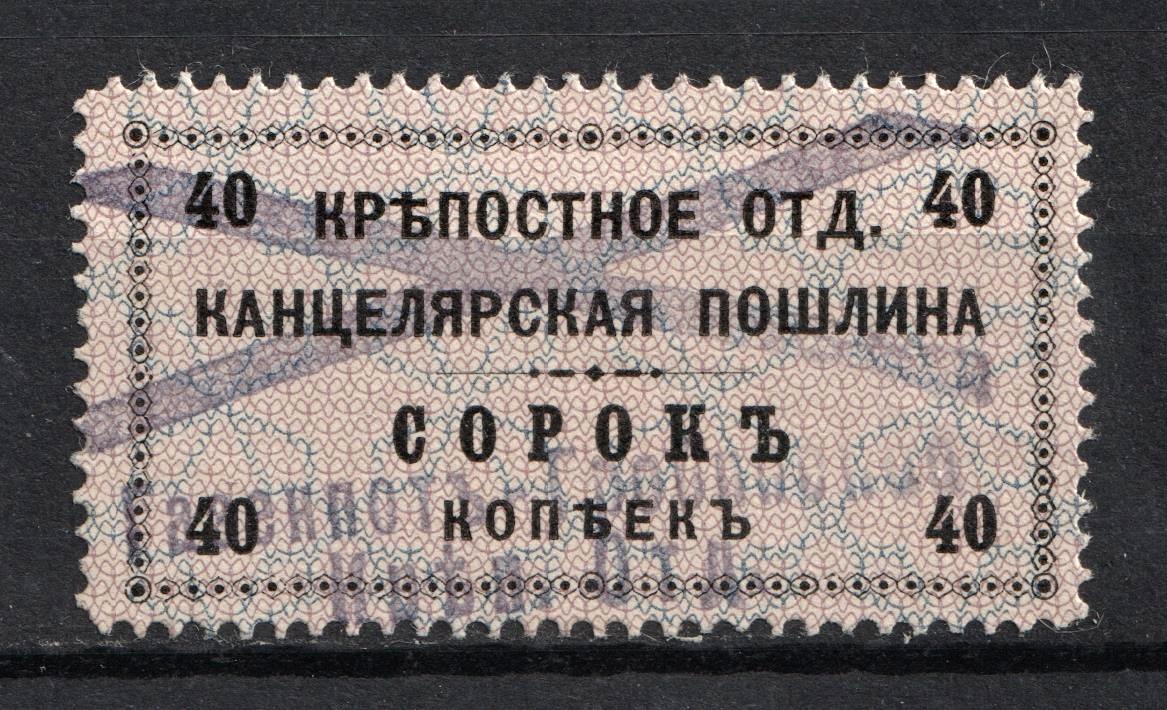 40 КРѢПОСТНОЕ ОТД. 40
КАНЦЕЛЯРСКАЯ ПОШЛИНА
СОРОКЪ
40 КОПѢЕКЪ 40